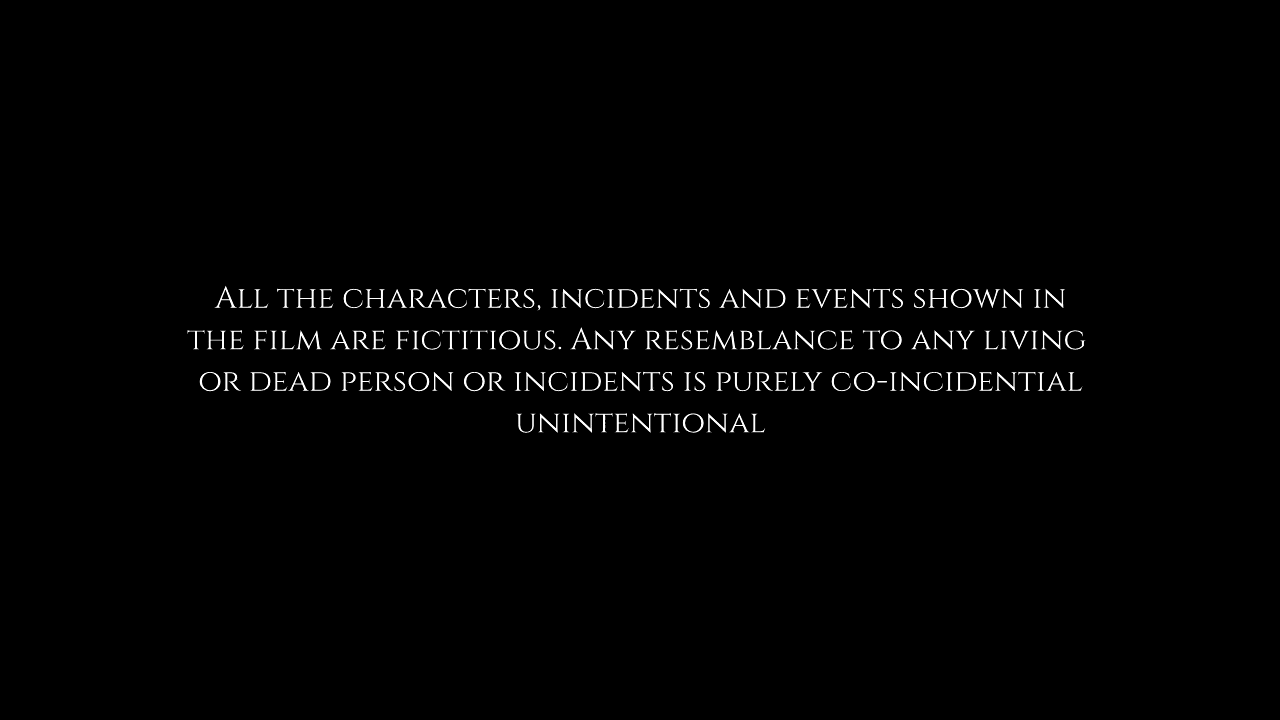 All the characters, incidents and events shown in
the film are fictitious. Any resemblance to any living
or dead person or incidents is purely co-incidential
unintentional